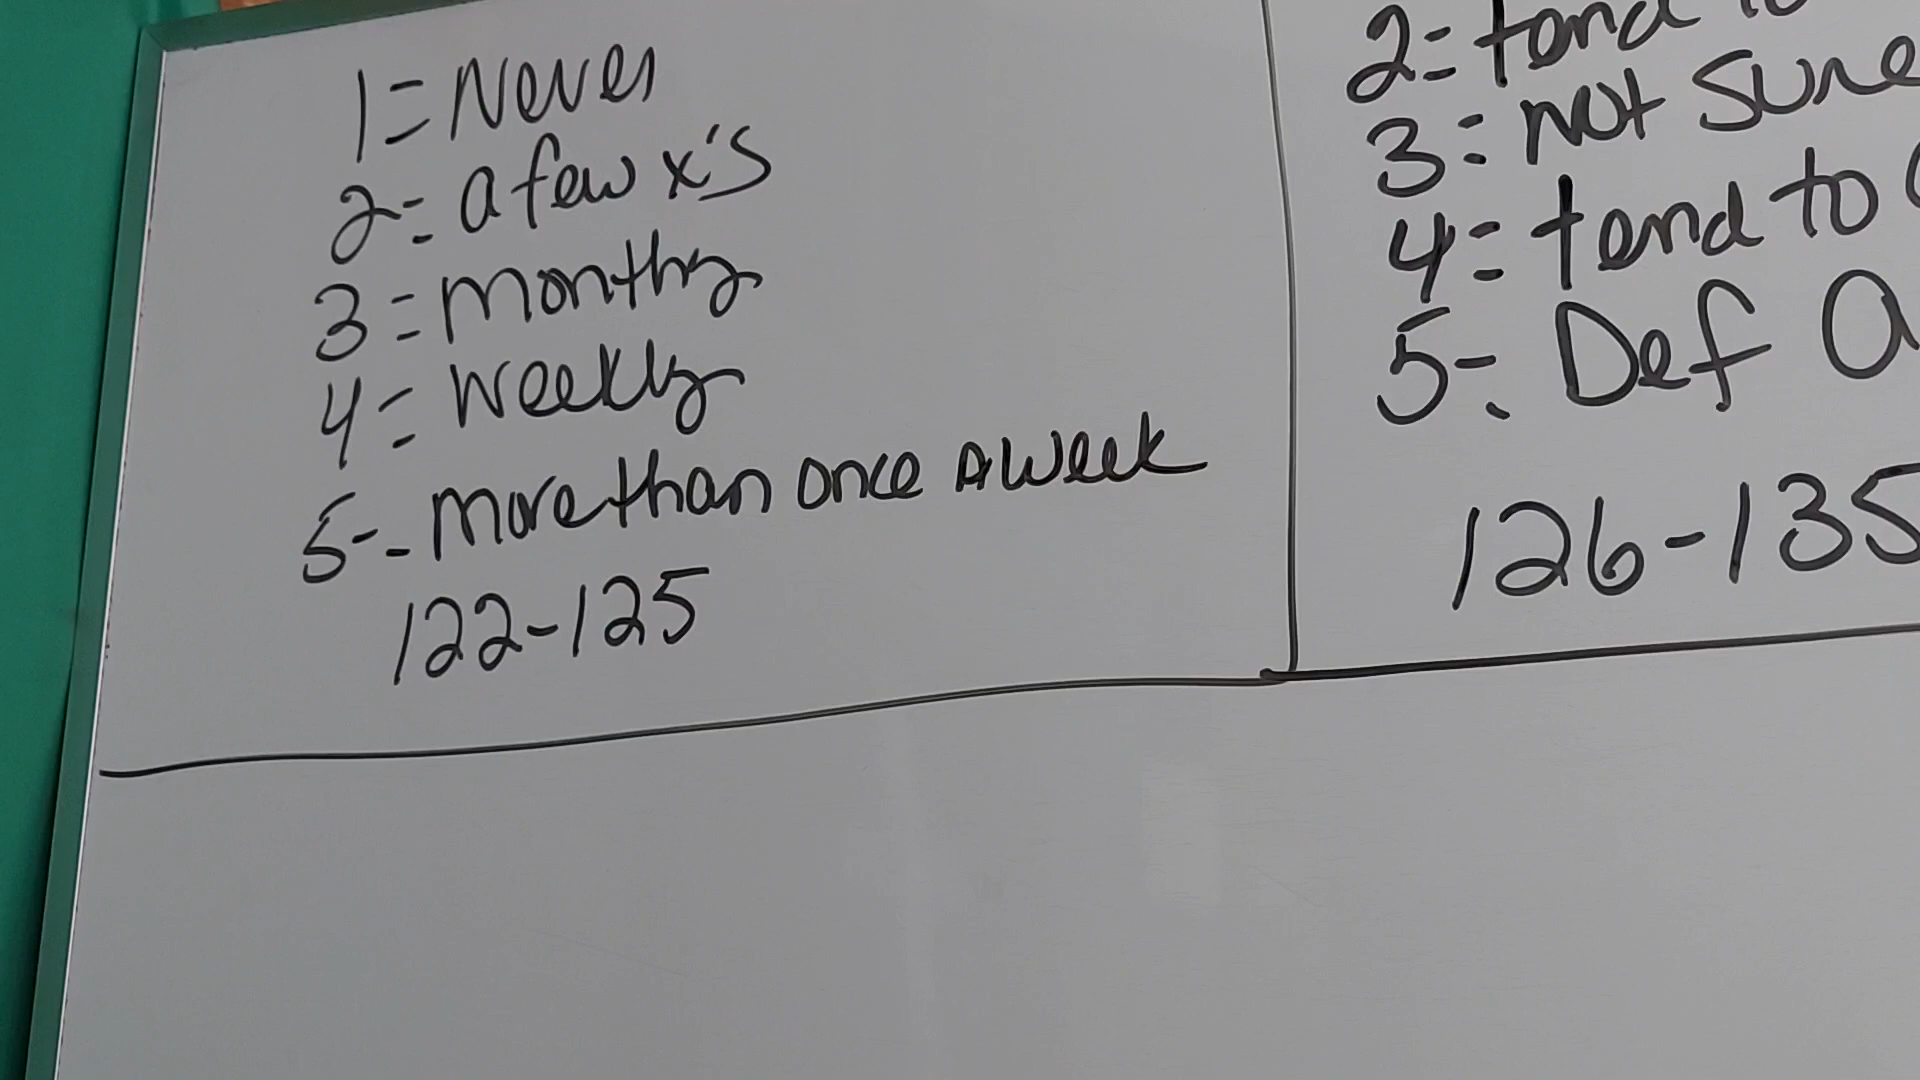 1= Never
2= a few x's
3= monthly
4= weekly
5= more than once a week
122-125
2= tend to
3= not sure
4= tend to
5= Def
126-135